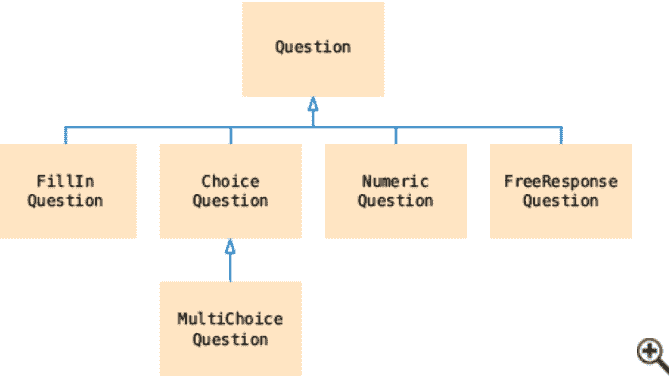 Question
FillIn
Question
Choice
Question
Numeric
Question
FreeResponse
Question
MultiChoice
Question